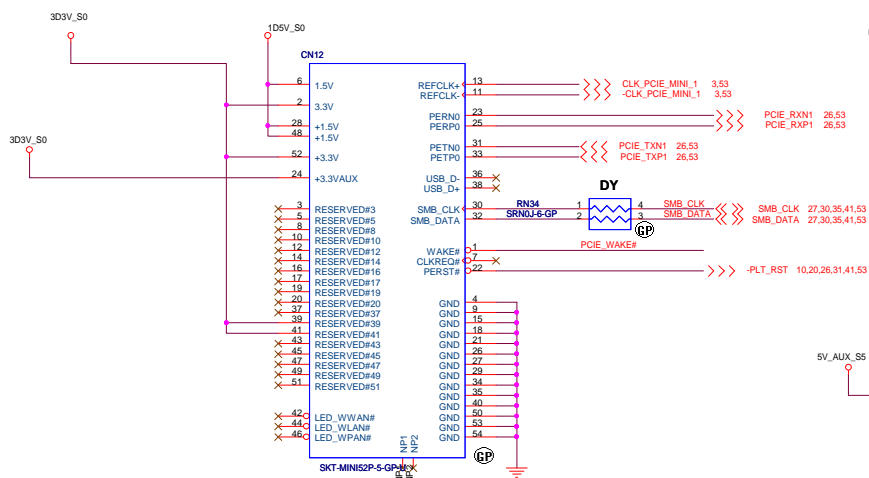 3D3V_S0
1D5V_S0
CN12
3D3V_S0
6 1.5V
2 3.3V
28 +1.5V
48 +1.5V
52 +3.3V
24 +3.3VAUX
3 RESERVED#3
5 RESERVED#5
8 RESERVED#8
10 RESERVED#10
12 RESERVED#12
14 RESERVED#14
16 RESERVED#16
17 RESERVED#17
19 RESERVED#19
20 RESERVED#20
37 RESERVED#37
39 RESERVED#39
41 RESERVED#41
43 RESERVED#43
45 RESERVED#45
47 RESERVED#47
49 RESERVED#49
51 RESERVED#51
42 LED_WWAN#
44 LED_WLAN#
46 LED_WPAN#
REFCLK+ 13 CLK_PCIE_MINI_1 3,53
REFCLK- 11 -CLK_PCIE_MINI_1 3,53
PERN0 23 PCIE_RXN1 26,53
PERP0 25 PCIE_RXP1 26,53
PETN0 31 PCIE_TXN1 26,53
PETP0 33 PCIE_TXP1 26,53
USB_D- 36
USB_D+ 38
DY
RN34
SRN0J-6-GP
SMB_CLK 30 1 4 SMB_CLK SMB_CLK 27,30,35,41,53
SMB_DATA 32 2 3 SMB_DATA SMB_DATA 27,30,35,41,53
GP
WAKE# 1 PCIE_WAKE#
CLKREQ# 7
PERST# 22 -PLT_RST 10,20,26,31,41,53
GND 4
GND 9
GND 15
GND 18
GND 21
GND 26
GND 27
GND 29
GND 34
GND 35
GND 40
GND 50
GND 53
GND 54
NP1
NP2
GP
5V_AUX_S5